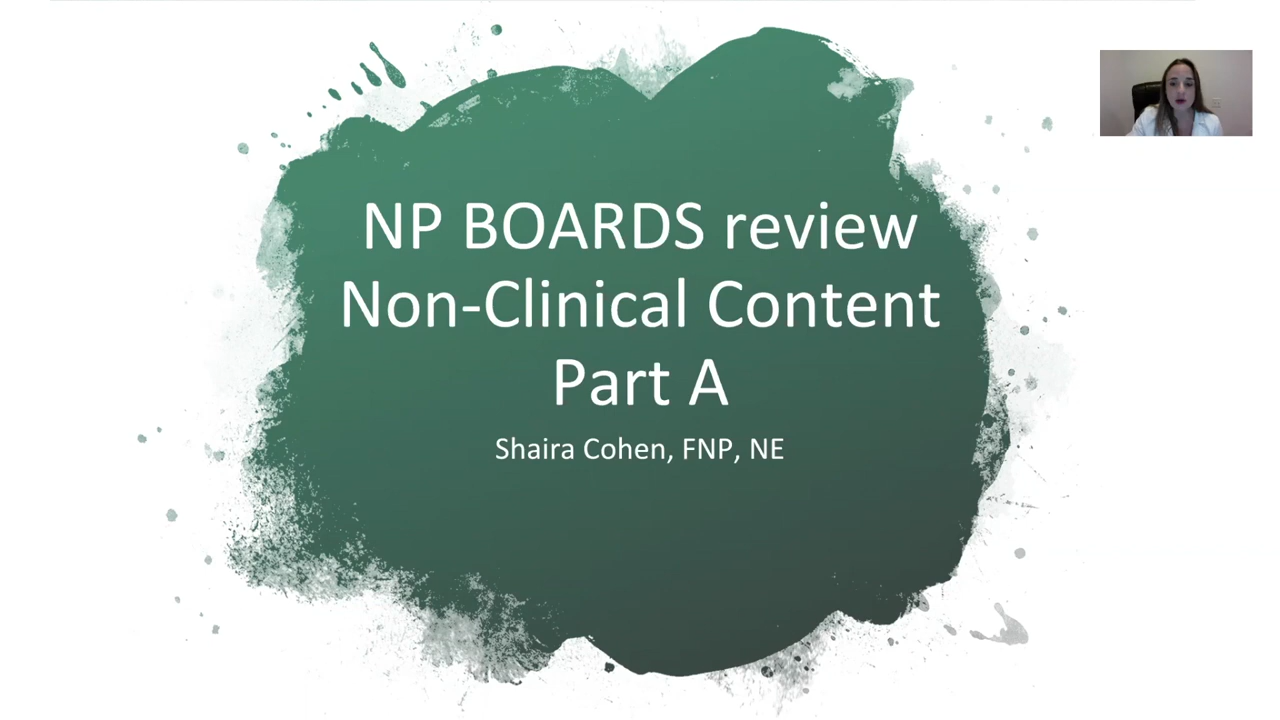 NP BOARDS review
Non-Clinical Content
Part A
Shaira Cohen, FNP, NE